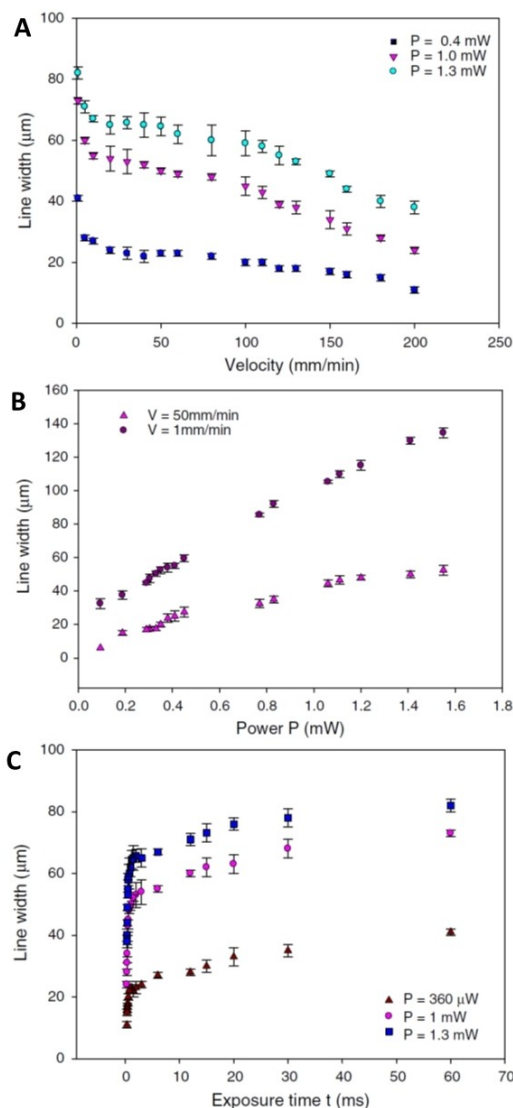 A
100
P = 0.4 mW
P = 1.0 mW
P = 1.3 mW
80
60
40
20
0
Line width (µm)
0 50 100 150 200 250
Velocity (mm/min)
B
160
140
120
100
80
60
40
20
0
V = 50mm/min
V = 1mm/min
Line width (µm)
0.0 0.2 0.4 0.6 0.8 1.0 1.2 1.4 1.6 1.8
Power P (mW)
C
100
80
60
40
20
0
Line width (µm)
P = 360 µW
P = 1 mW
P = 1.3 mW
0 10 20 30 40 50 60 70
Exposure time t (ms)